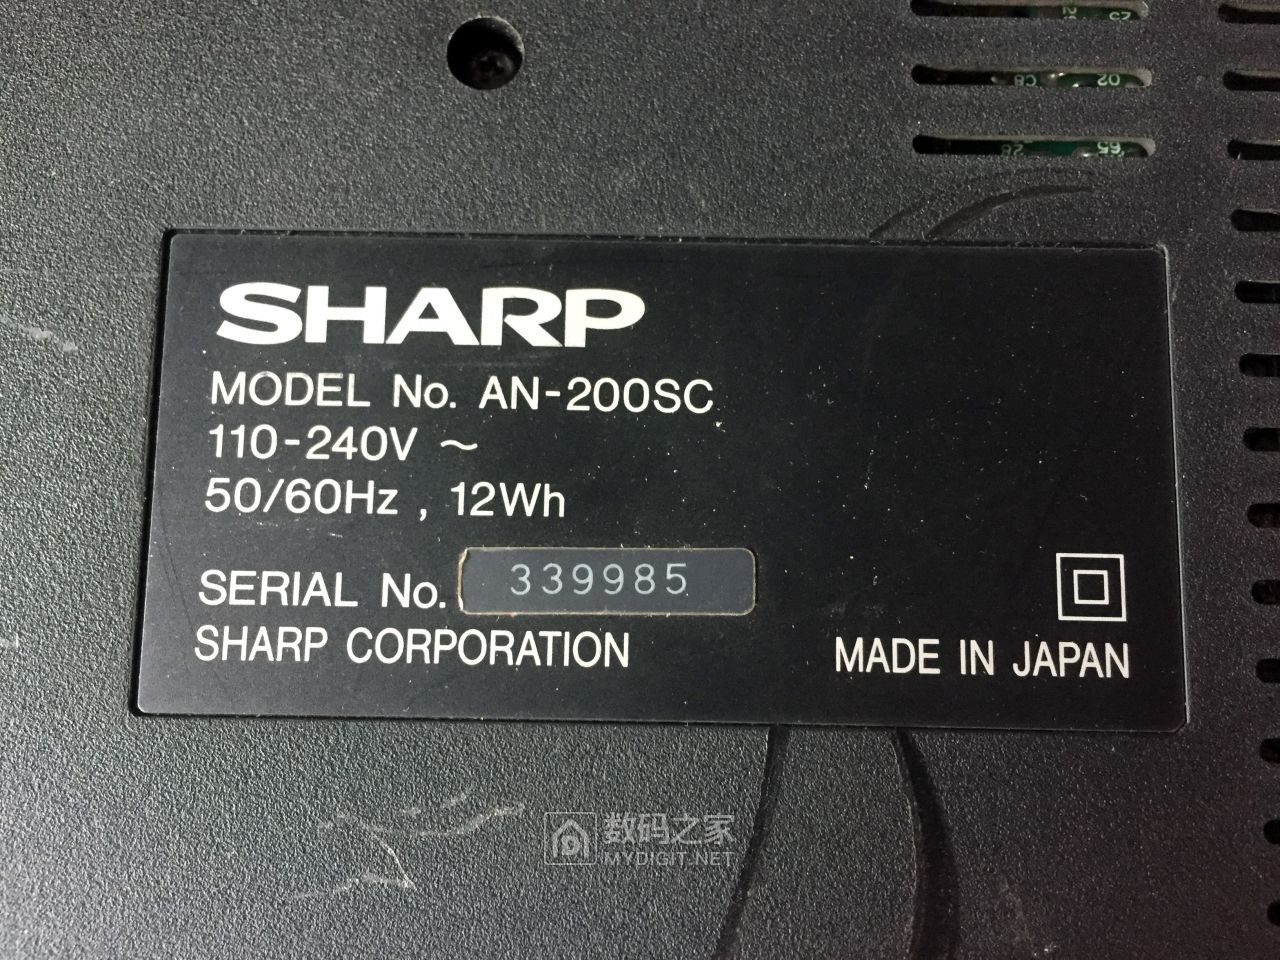 SHARP
MODEL No. AN-200SC
110-240V ~
50/60Hz , 12Wh
SERIAL No. 339985
SHARP CORPORATION
MADE IN JAPAN
数码之家
MYDIGIT.NET